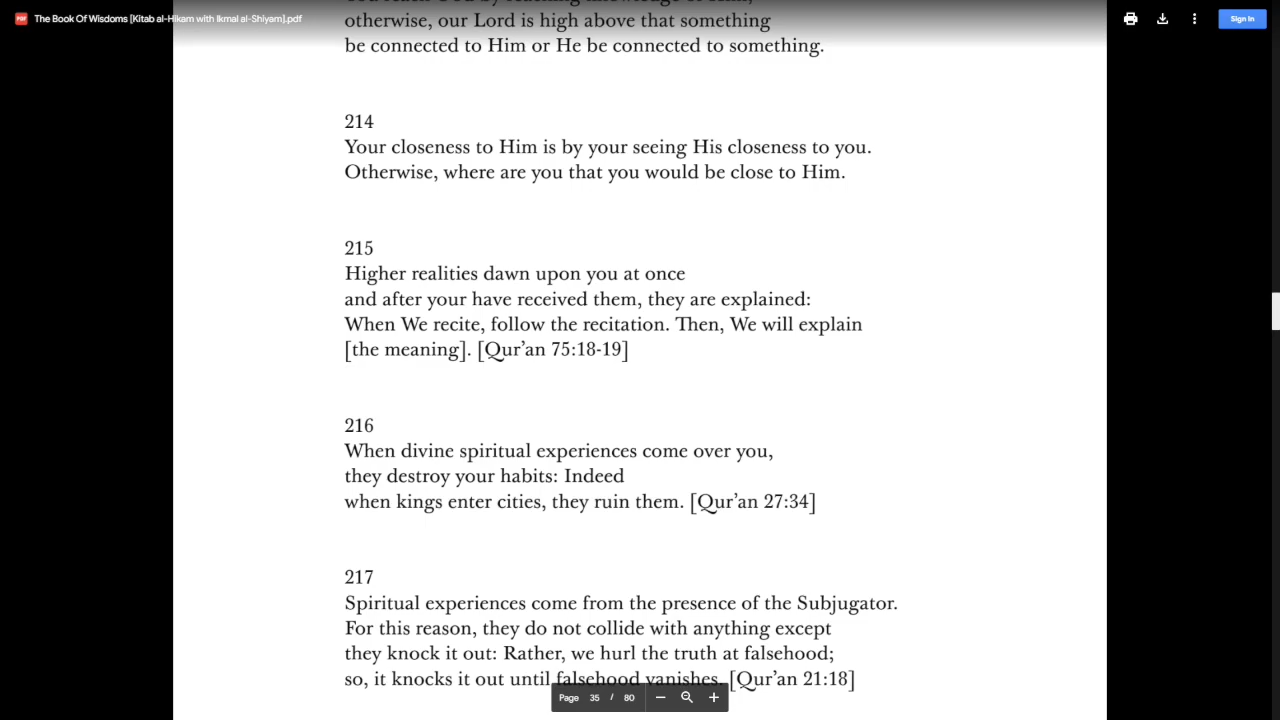 The Book Of Wisdoms [Kitab al-Hikam with Ikmal al-Shiyam].pdf
Sign In
otherwise, our Lord is high above that something
be connected to Him or He be connected to something.
214
Your closeness to Him is by your seeing His closeness to you.
Otherwise, where are you that you would be close to Him.
215
Higher realities dawn upon you at once
and after your have received them, they are explained:
When We recite, follow the recitation. Then, We will explain
[the meaning]. [Qur’an 75:18-19]
216
When divine spiritual experiences come over you,
they destroy your habits: Indeed
when kings enter cities, they ruin them. [Qur’an 27:34]
217
Spiritual experiences come from the presence of the Subjugator.
For this reason, they do not collide with anything except
they knock it out: Rather, we hurl the truth at falsehood;
so, it knocks it out until falsehood vanishes. [Qur’an 21:18]
Page 35 / 80